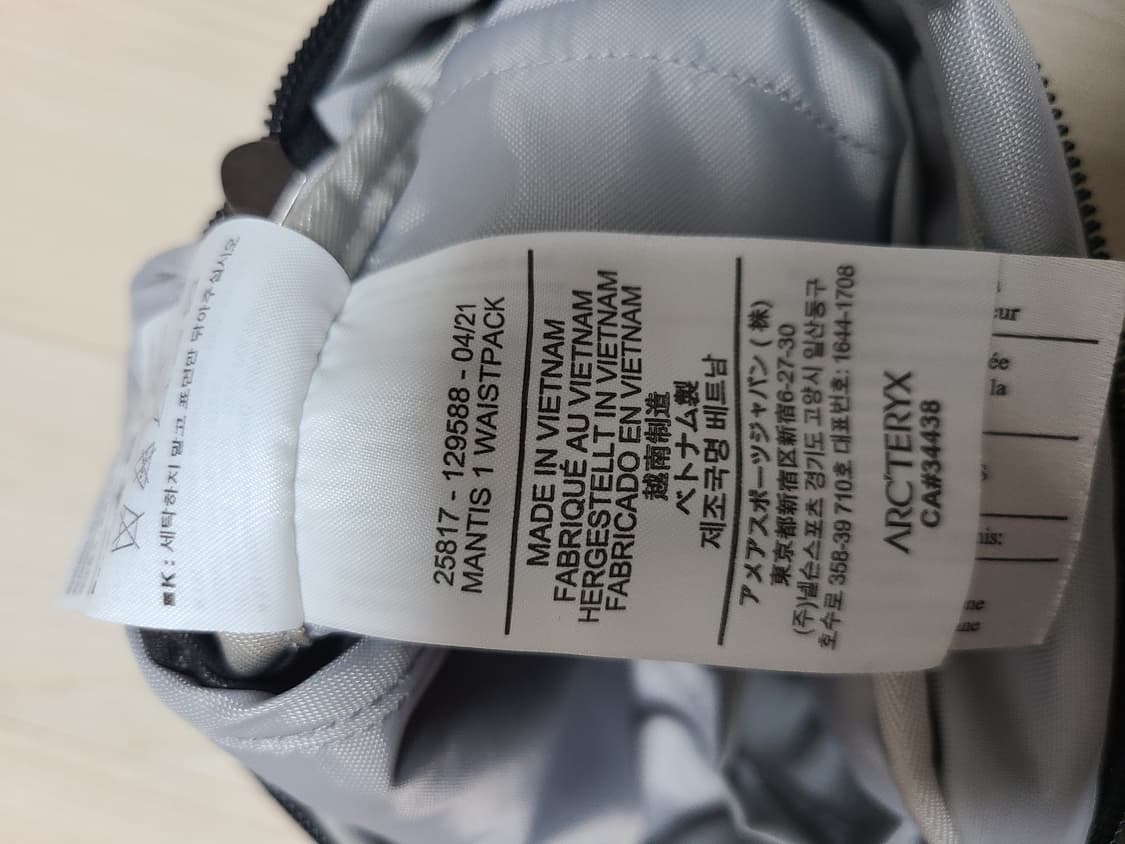 K : 세탁하지 말고 표면만 닦아주십시오
25817 - 129588 - 04/21
MANTIS 1 WAISTPACK
MADE IN VIETNAM
FABRIQUÉ AU VIETNAM
HERGESTELLT IN VIETNAM
FABRICADO EN VIETNAM
越南制造
ベトナム製
제조국명 베트남
アメアスポーツジャパン ( 株)
東京都新宿区新宿6-27-30
(주)넬슨스포츠 경기도 고양시 일산동구
호수로 358-39 710호 대표번호: 1644-1708
ARC'TERYX
CA#34438
la